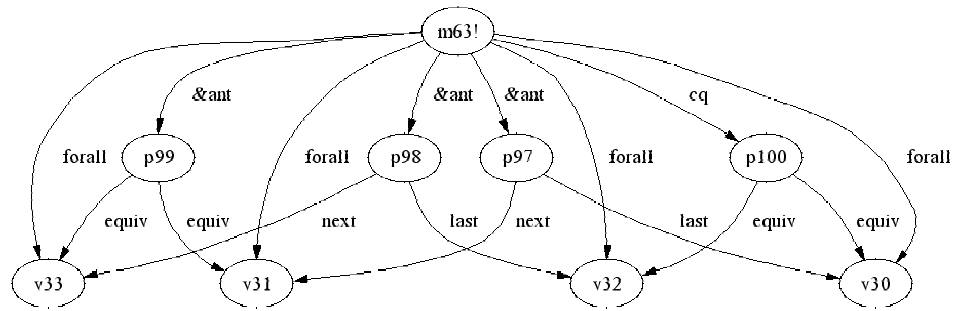 m63!
&ant
&ant
&ant
cq
forall
p99
forall
p98
p97
forall
p100
forall
equiv
equiv
next
last
next
last
equiv
equiv
v33
v31
v32
v30